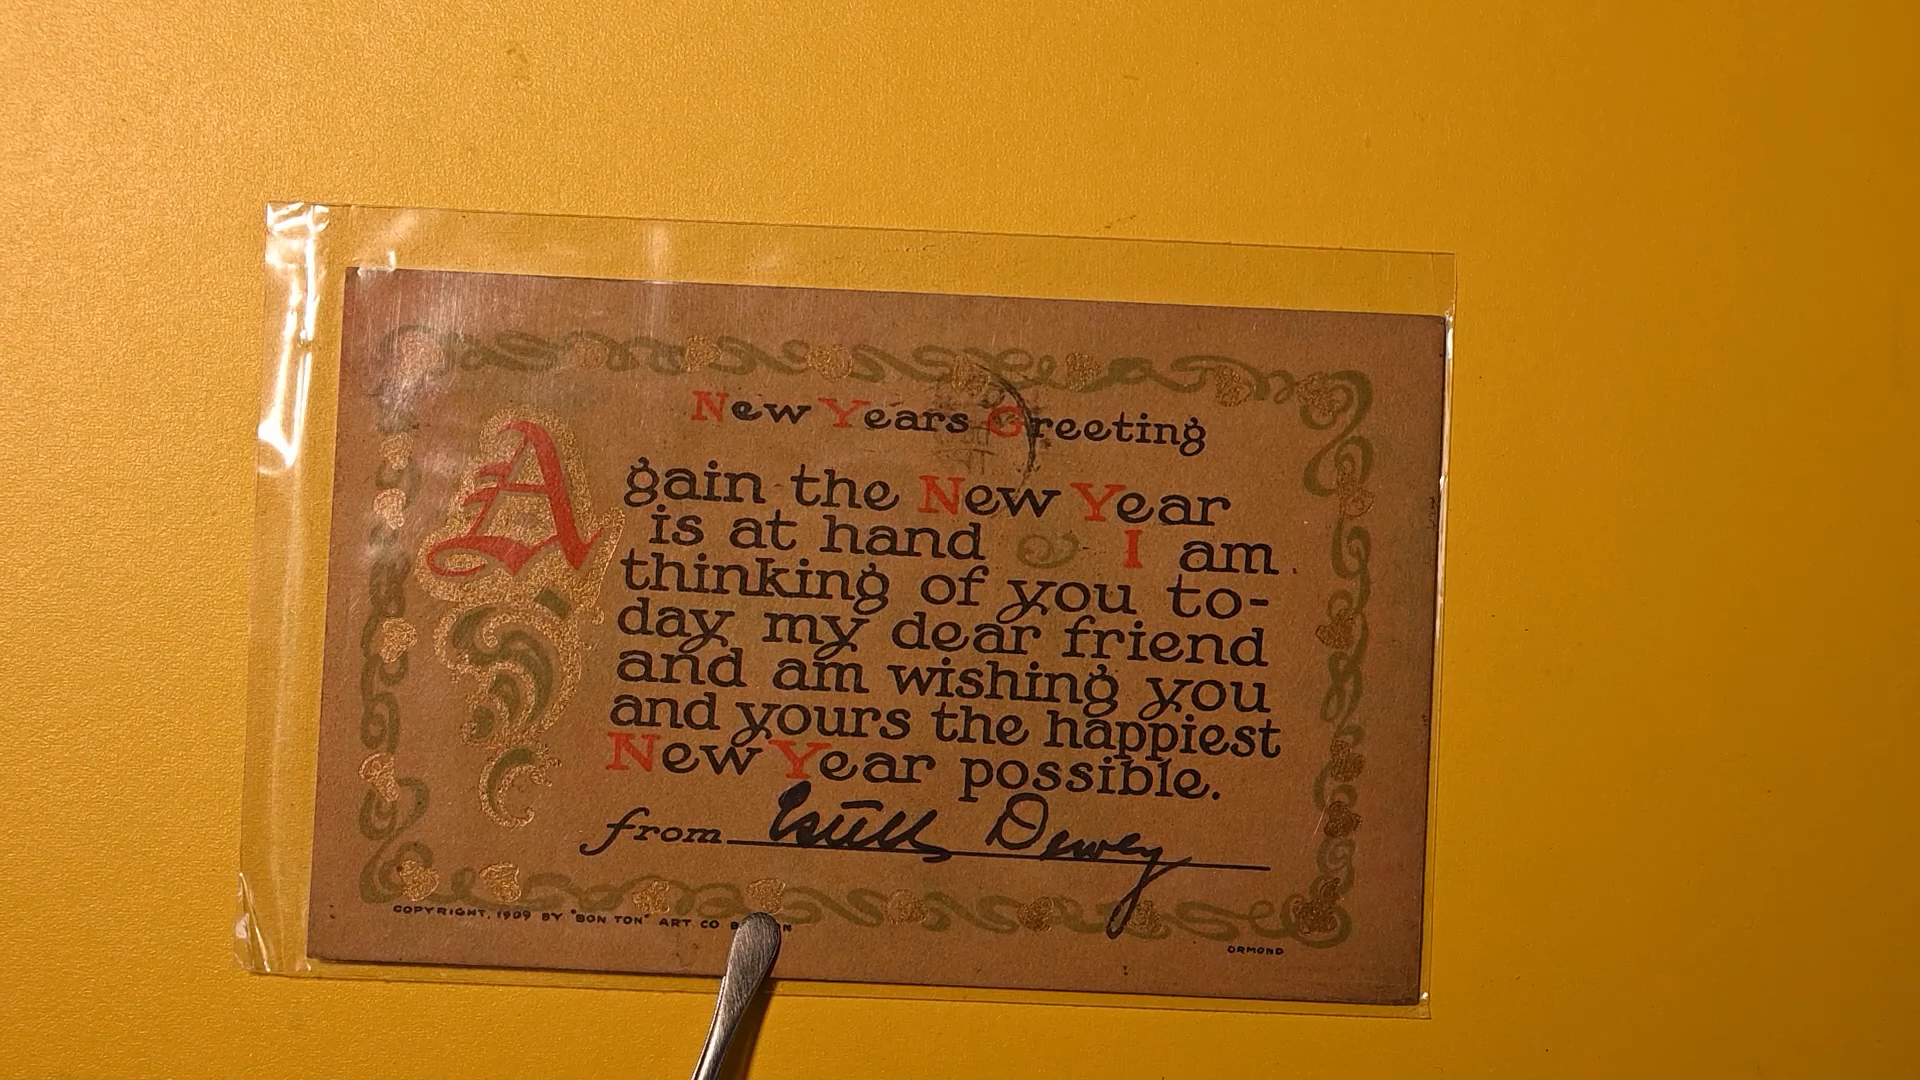 New Years Greeting
Again the New Year
is at hand I am
thinking of you to-
day my dear friend
and am wishing you
and yours the happiest
New Year possible.
from Estell Dewey
COPYRIGHT, 1909 BY "BON TON" ART CO
ORMOND